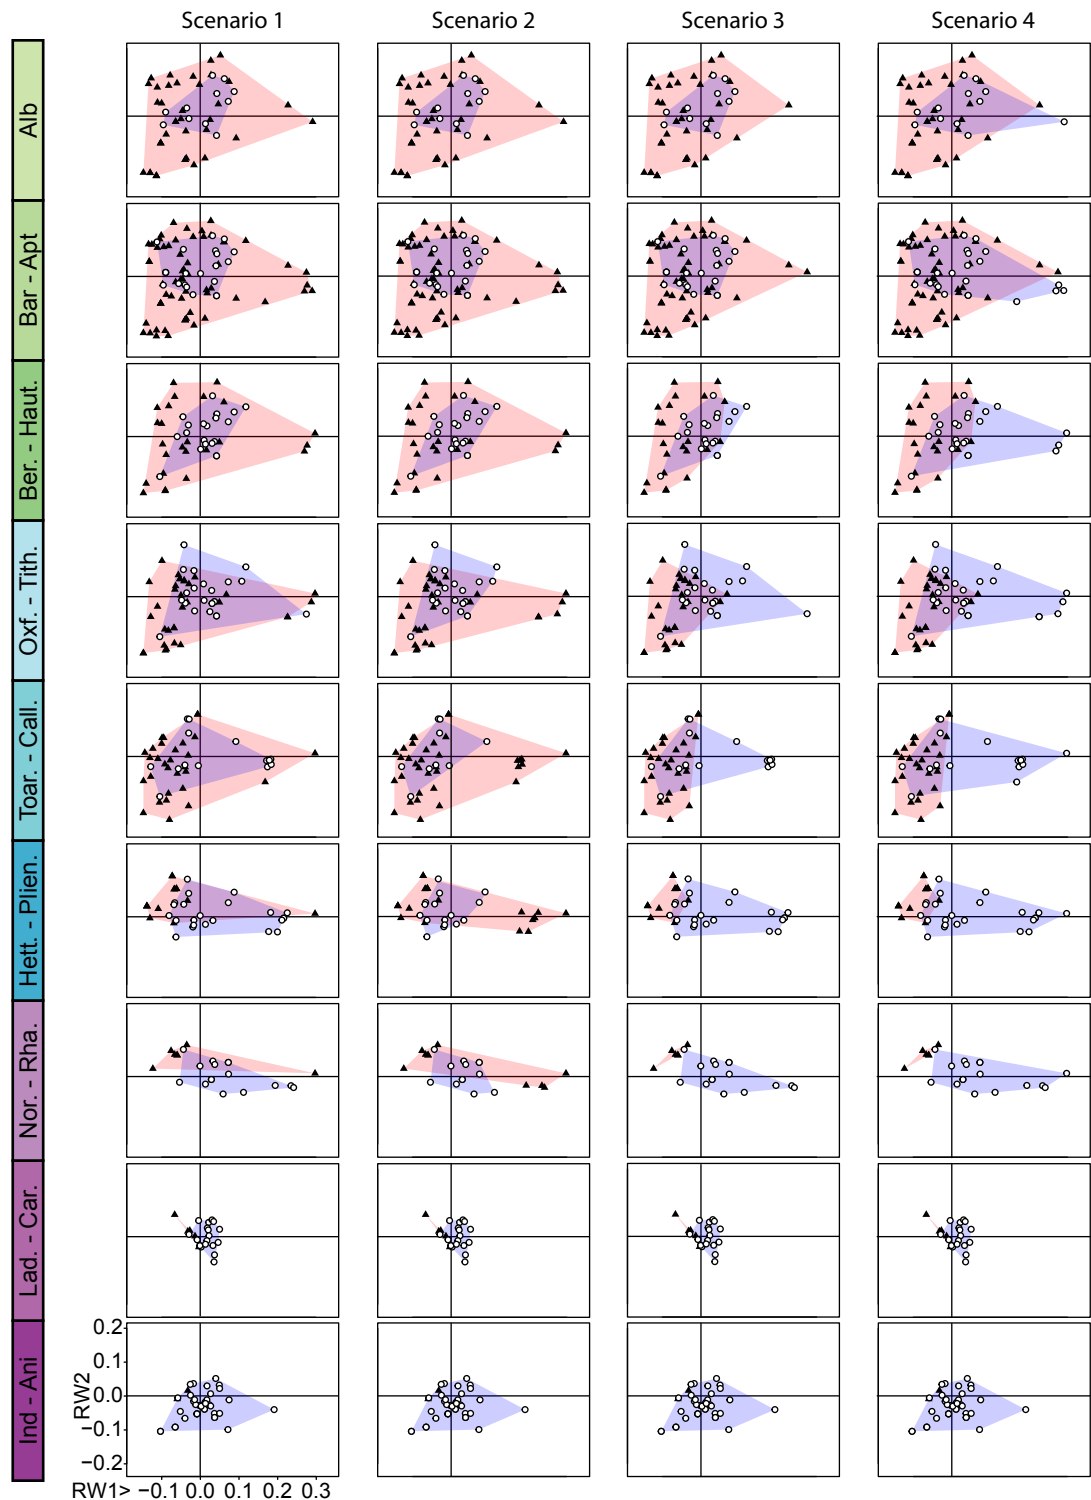 Scenario 1 Scenario 2 Scenario 3 Scenario 4
Alb
Bar - Apt
Ber. - Haut.
Oxf. - Tith.
Toar. - Call.
Hett. - Plien.
Nor. - Rha.
Lad. - Car.
Ind - Ani
0.2
0.1
0.0
−0.1
−0.2
RW2
RW1> −0.1 0.0 0.1 0.2 0.3